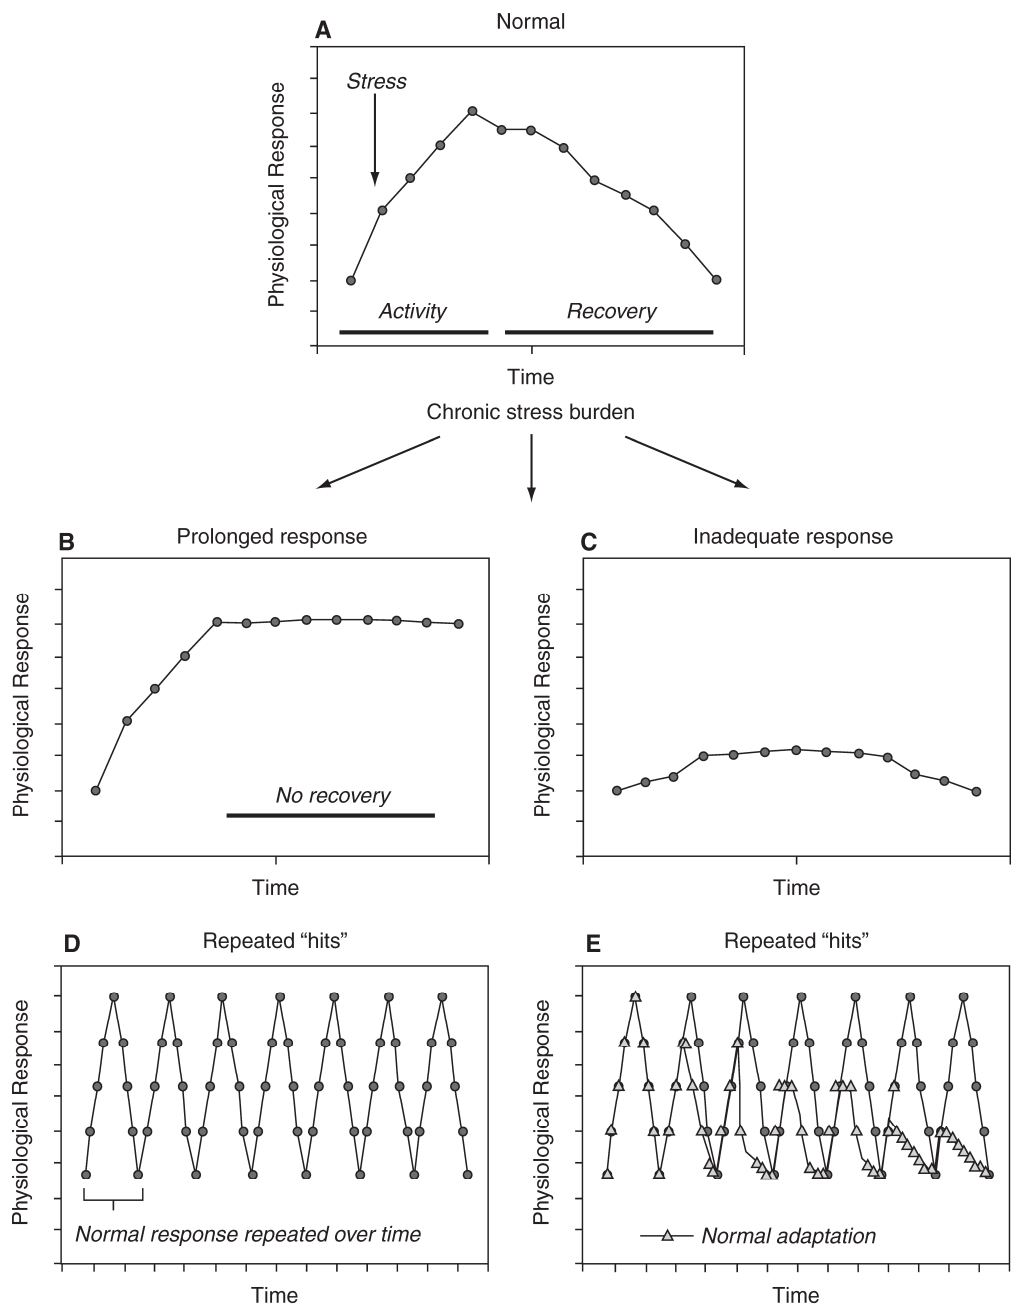 A
Normal
Stress
Physiological Response
Activity
Recovery
Time
Chronic stress burden
B
Prolonged response
Physiological Response
No recovery
Time
C
Inadequate response
Physiological Response
Time
D
Repeated “hits”
Physiological Response
Normal response repeated over time
Time
E
Repeated “hits”
Physiological Response
Normal adaptation
Time